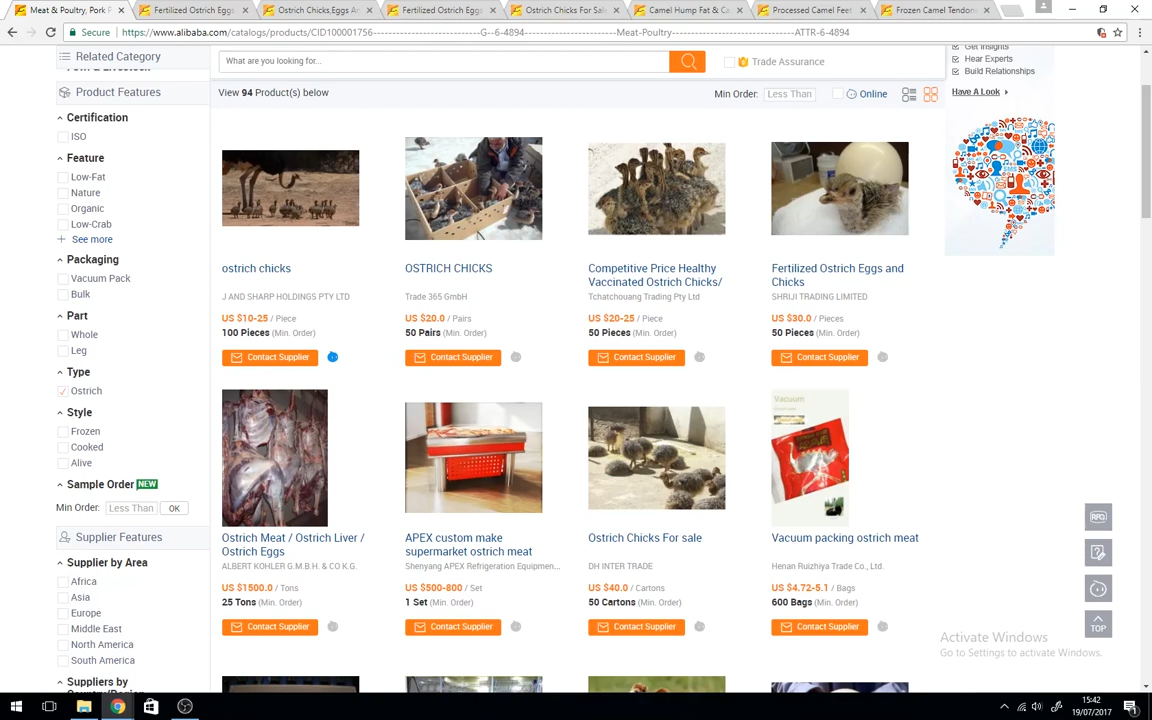 Meat & Poultry, Pork P
Fertilized Ostrich Eggs
Ostrich Chicks,Eggs An
Fertilized Ostrich Egg
Ostrich Chicks For Sale
Camel Hump Fat & Ca
Processed Camel Feet
Frozen Camel Tendon
Secure
https://www.alibaba.com/catalogs/products/CID100001756----------------------------G--6-4894----------------------------Meat-Poultry----------------------------ATTR-6-4894
Related Category
Product Features
Certification
ISO
Feature
Low-Fat
Nature
Organic
Low-Crab
See more
Packaging
Vacuum Pack
Bulk
Part
Whole
Leg
Type
Ostrich
Style
Frozen
Cooked
Alive
Sample Order NEW
Min Order: Less Than OK
Supplier Features
Supplier by Area
Africa
Asia
Europe
Middle East
North America
South America
Suppliers by
What are you looking for...
Trade Assurance
View 94 Product(s) below
Min Order: Less Than
Online
Get Insights
Hear Experts
Build Relationships
Have A Look
ostrich chicks
J AND SHARP HOLDINGS PTY LTD
US $10-25 / Piece
100 Pieces (Min. Order)
Contact Supplier
OSTRICH CHICKS
Trade 365 GmbH
US $20.0 / Pairs
50 Pairs (Min. Order)
Contact Supplier
Competitive Price Healthy
Vaccinated Ostrich Chicks/
Tchatchouang Trading Pty Ltd
US $20-25 / Piece
50 Pieces (Min. Order)
Contact Supplier
Fertilized Ostrich Eggs and
Chicks
SHRIJI TRADING LIMITED
US $30.0 / Pieces
50 Pieces (Min. Order)
Contact Supplier
Ostrich Meat / Ostrich Liver /
Ostrich Eggs
ALBERT KOHLER G.M.B.H. & CO K.G.
US $1500.0 / Tons
25 Tons (Min. Order)
Contact Supplier
APEX custom make
supermarket ostrich meat
Shenyang APEX Refrigeration Equipmen...
US $500-800 / Set
1 Set (Min. Order)
Contact Supplier
Ostrich Chicks For sale
DH INTER TRADE
US $40.0 / Cartons
50 Cartons (Min. Order)
Contact Supplier
Vacuum
Vacuum packing ostrich meat
Henan Ruizhiya Trade Co., Ltd.
US $4.72-5.1 / Bags
600 Bags (Min. Order)
Contact Supplier
RFQ
TOP
Activate Windows
Go to Settings to activate Windows.
15:42
19/07/2017